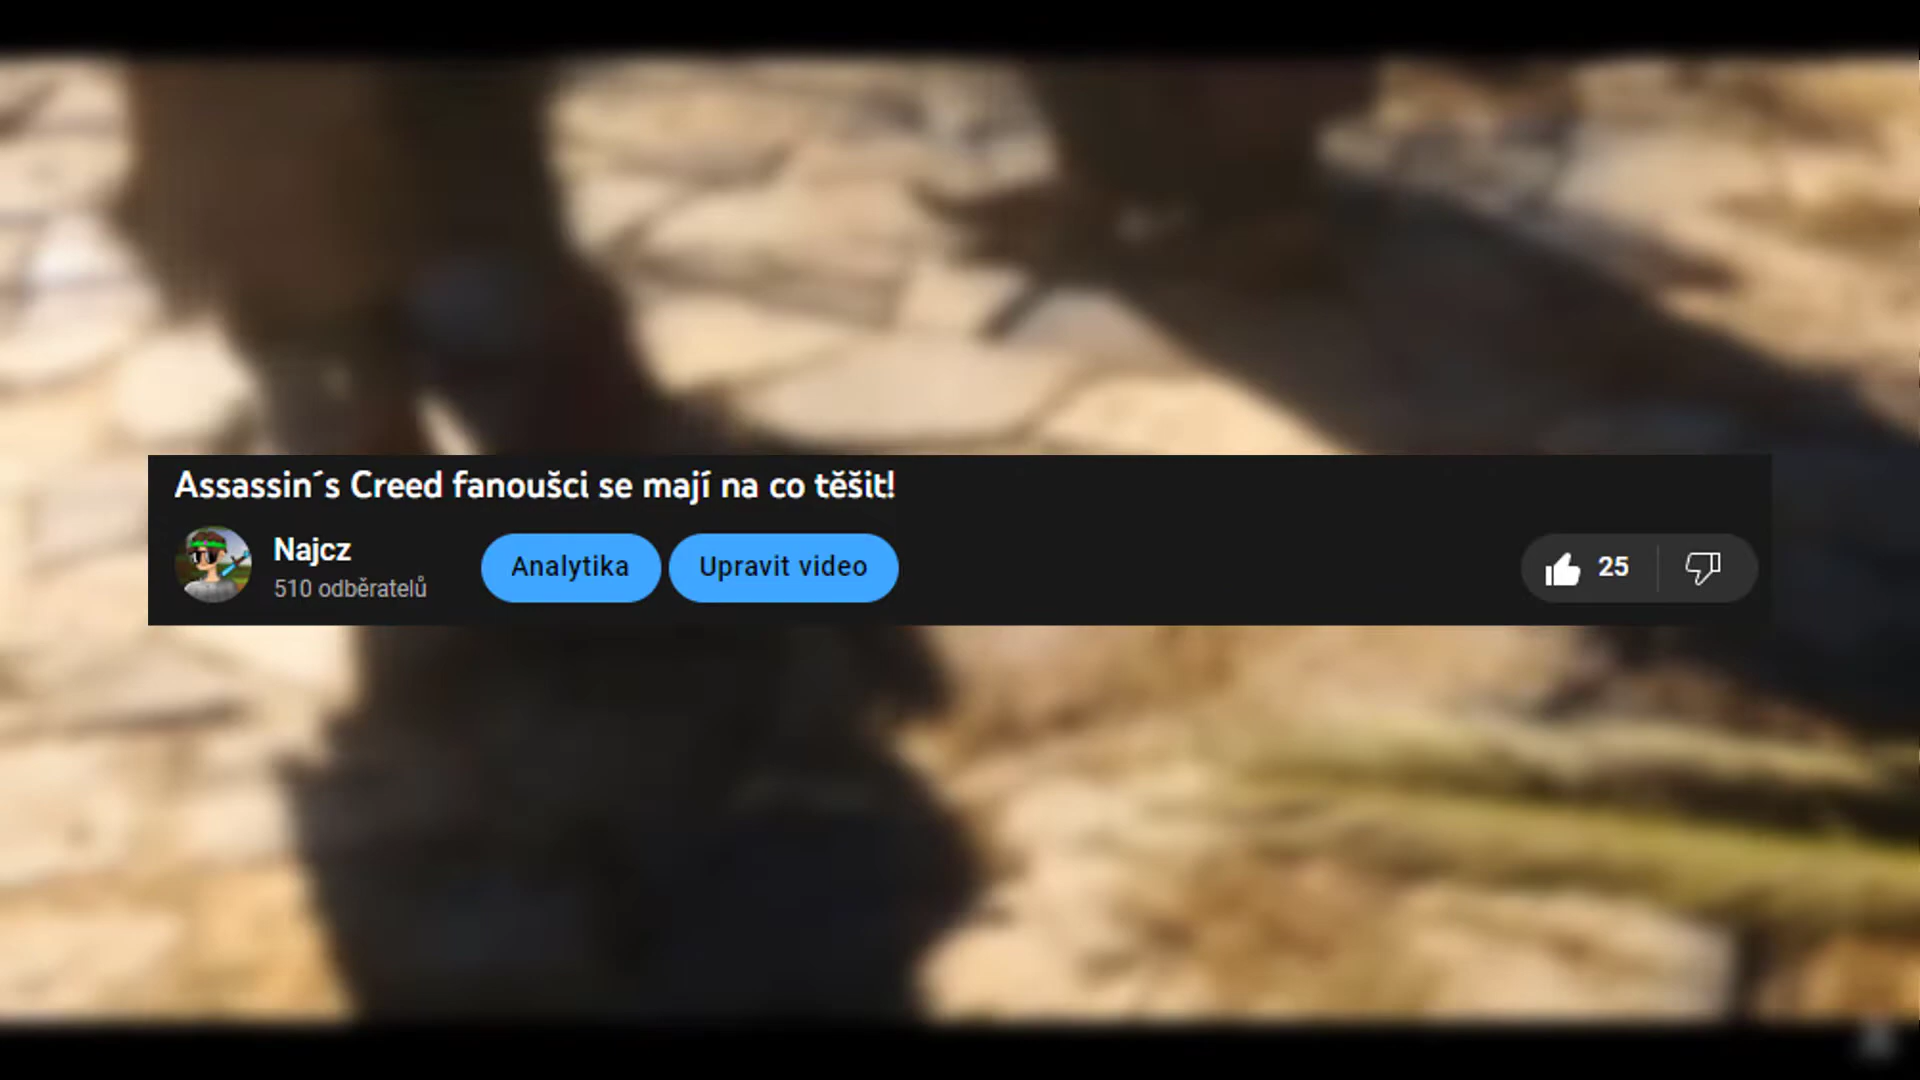 Assassin´s Creed fanoušci se mají na co těšit!
Najcz
510 odběratelů
Analytika
Upravit video
25